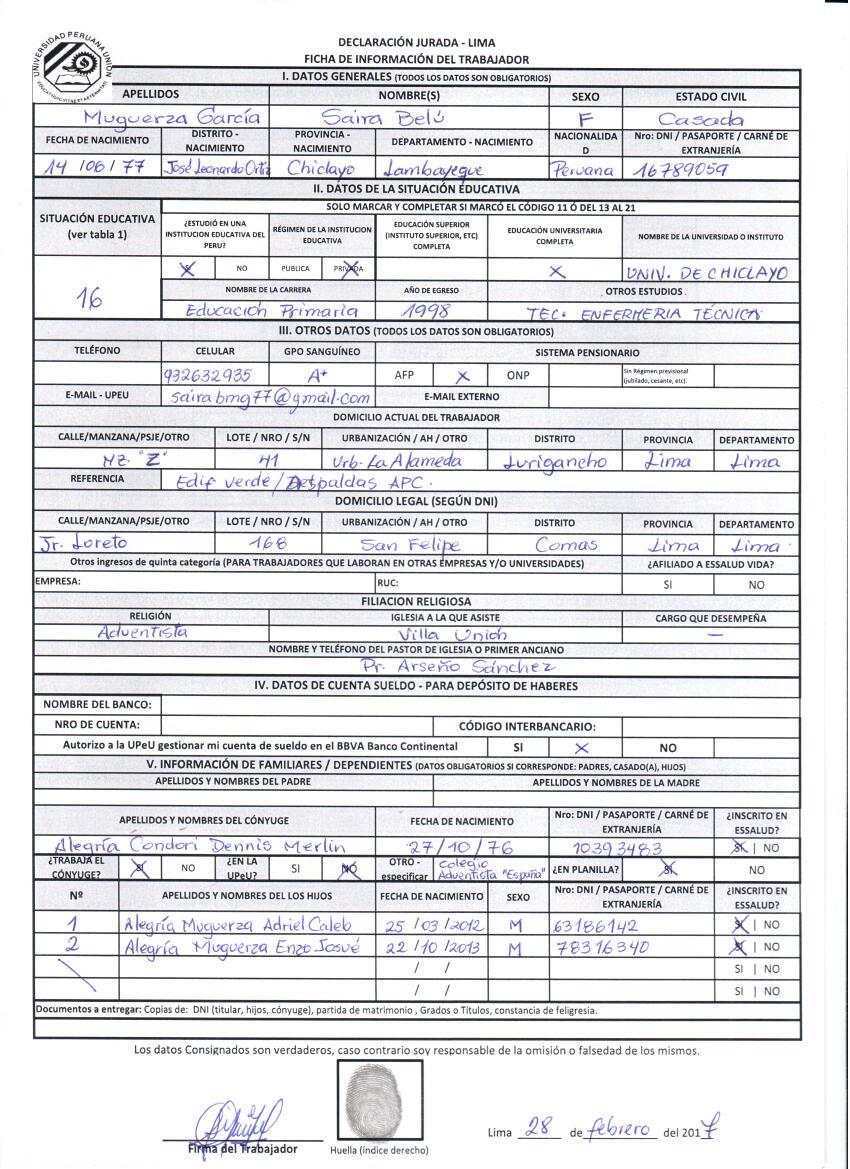 UNIVERSIDAD PERUANA UNION
DECLARACIÓN JURADA - LIMA
FICHA DE INFORMACIÓN DEL TRABAJADOR
I. DATOS GENERALES (TODOS LOS DATOS SON OBLIGATORIOS)
APELLIDOS NOMBRE(S) SEXO ESTADO CIVIL
Muguerza García Saira Belú F Casada
FECHA DE NACIMIENTO DISTRITO - NACIMIENTO PROVINCIA - NACIMIENTO DEPARTAMENTO - NACIMIENTO NACIONALIDAD Nro: DNI / PASAPORTE / CARNÉ DE EXTRANJERÍA
14 /06 / 77 José Leonardo Ortiz Chiclayo Lambayeque Peruana 16789059
II. DATOS DE LA SITUACIÓN EDUCATIVA
SOLO MARCAR Y COMPLETAR SI MARCÓ EL CÓDIGO 11 Ó DEL 13 AL 21
SITUACIÓN EDUCATIVA (ver tabla 1) ¿ESTUDIÓ EN UNA INSTITUCION EDUCATIVA DEL PERU? RÉGIMEN DE LA INSTITUCION EDUCATIVA EDUCACIÓN SUPERIOR (INSTITUTO SUPERIOR, ETC) COMPLETA EDUCACIÓN UNIVERSITARIA COMPLETA NOMBRE DE LA UNIVERSIDAD O INSTITUTO
SI X NO PUBLICA PRIVADA X X UNIV. DE CHICLAYO
16 NOMBRE DE LA CARRERA AÑO DE EGRESO OTROS ESTUDIOS
Educación Primaria 1998 TEC. ENFERMERIA TÉCNICA
III. OTROS DATOS (TODOS LOS DATOS SON OBLIGATORIOS)
TELÉFONO CELULAR GPO SANGUÍNEO SISTEMA PENSIONARIO
932632935 A+ AFP X ONP Sin Régimen previsional (jubilado, cesante, etc).
E-MAIL - UPEU sairabmg77@gmail.com E-MAIL EXTERNO
DOMICILIO ACTUAL DEL TRABAJADOR
CALLE/MANZANA/PSJE/OTRO LOTE / NRO / S/N URBANIZACIÓN / AH / OTRO DISTRITO PROVINCIA DEPARTAMENTO
MZ. "Z" 41 Urb. La Alameda Lurigancho Lima Lima
REFERENCIA Edif verde / Despaldas APC.
DOMICILIO LEGAL (SEGÚN DNI)
CALLE/MANZANA/PSJE/OTRO LOTE / NRO / S/N URBANIZACIÓN / AH / OTRO DISTRITO PROVINCIA DEPARTAMENTO
Jr. Loreto 168 San Felipe Comas Lima Lima.
Otros ingresos de quinta categoría (PARA TRABAJADORES QUE LABORAN EN OTRAS EMPRESAS Y/O UNIVERSIDADES) ¿AFILIADO A ESSALUD VIDA?
EMPRESA: RUC: SI NO
FILIACION RELIGIOSA
RELIGIÓN IGLESIA A LA QUE ASISTE CARGO QUE DESEMPEÑA
Adventista Villa Unión —
NOMBRE Y TELÉFONO DEL PASTOR DE IGLESIA O PRIMER ANCIANO
Pr. Arseño Sánchez
IV. DATOS DE CUENTA SUELDO - PARA DEPÓSITO DE HABERES
NOMBRE DEL BANCO:
NRO DE CUENTA: CÓDIGO INTERBANCARIO:
Autorizo a la UPeU gestionar mi cuenta de sueldo en el BBVA Banco Continental SI X NO
V. INFORMACIÓN DE FAMILIARES / DEPENDIENTES (DATOS OBLIGATORIOS SI CORRESPONDE: PADRES, CASADO(A), HIJOS)
APELLIDOS Y NOMBRES DEL PADRE APELLIDOS Y NOMBRES DE LA MADRE
APELLIDOS Y NOMBRES DEL CÓNYUGE FECHA DE NACIMIENTO Nro: DNI / PASAPORTE / CARNÉ DE EXTRANJERÍA ¿INSCRITO EN ESSALUD?
Alegría Condori Dennis Merlin 27/10/76 10393483 SI X | NO
¿TRABAJA EL CÓNYUGE? SI X NO ¿EN LA UPeU? SI NO X OTRO - especificar Colegio Adventista "España" ¿EN PLANILLA? SI X NO
Nº APELLIDOS Y NOMBRES DE LOS HIJOS FECHA DE NACIMIENTO SEXO Nro: DNI / PASAPORTE / CARNÉ DE EXTRANJERÍA ¿INSCRITO EN ESSALUD?
1 Alegría Muguerza Adriel Caleb 25 / 03 / 2012 M 63186142 SI X | NO
2 Alegría Muguerza Enzo Josué 22 / 10 / 2013 M 78316340 SI X | NO
/ / SI | NO
/ / SI | NO
Documentos a entregar: Copias de: DNI (titular, hijos, cónyuge), partida de matrimonio , Grados o Títulos, constancia de feligresia.
Los datos Consignados son verdaderos, caso contrario soy responsable de la omisión o falsedad de los mismos.
Lima 28 de febrero del 2017
Firma del Trabajador Huella (índice derecho)